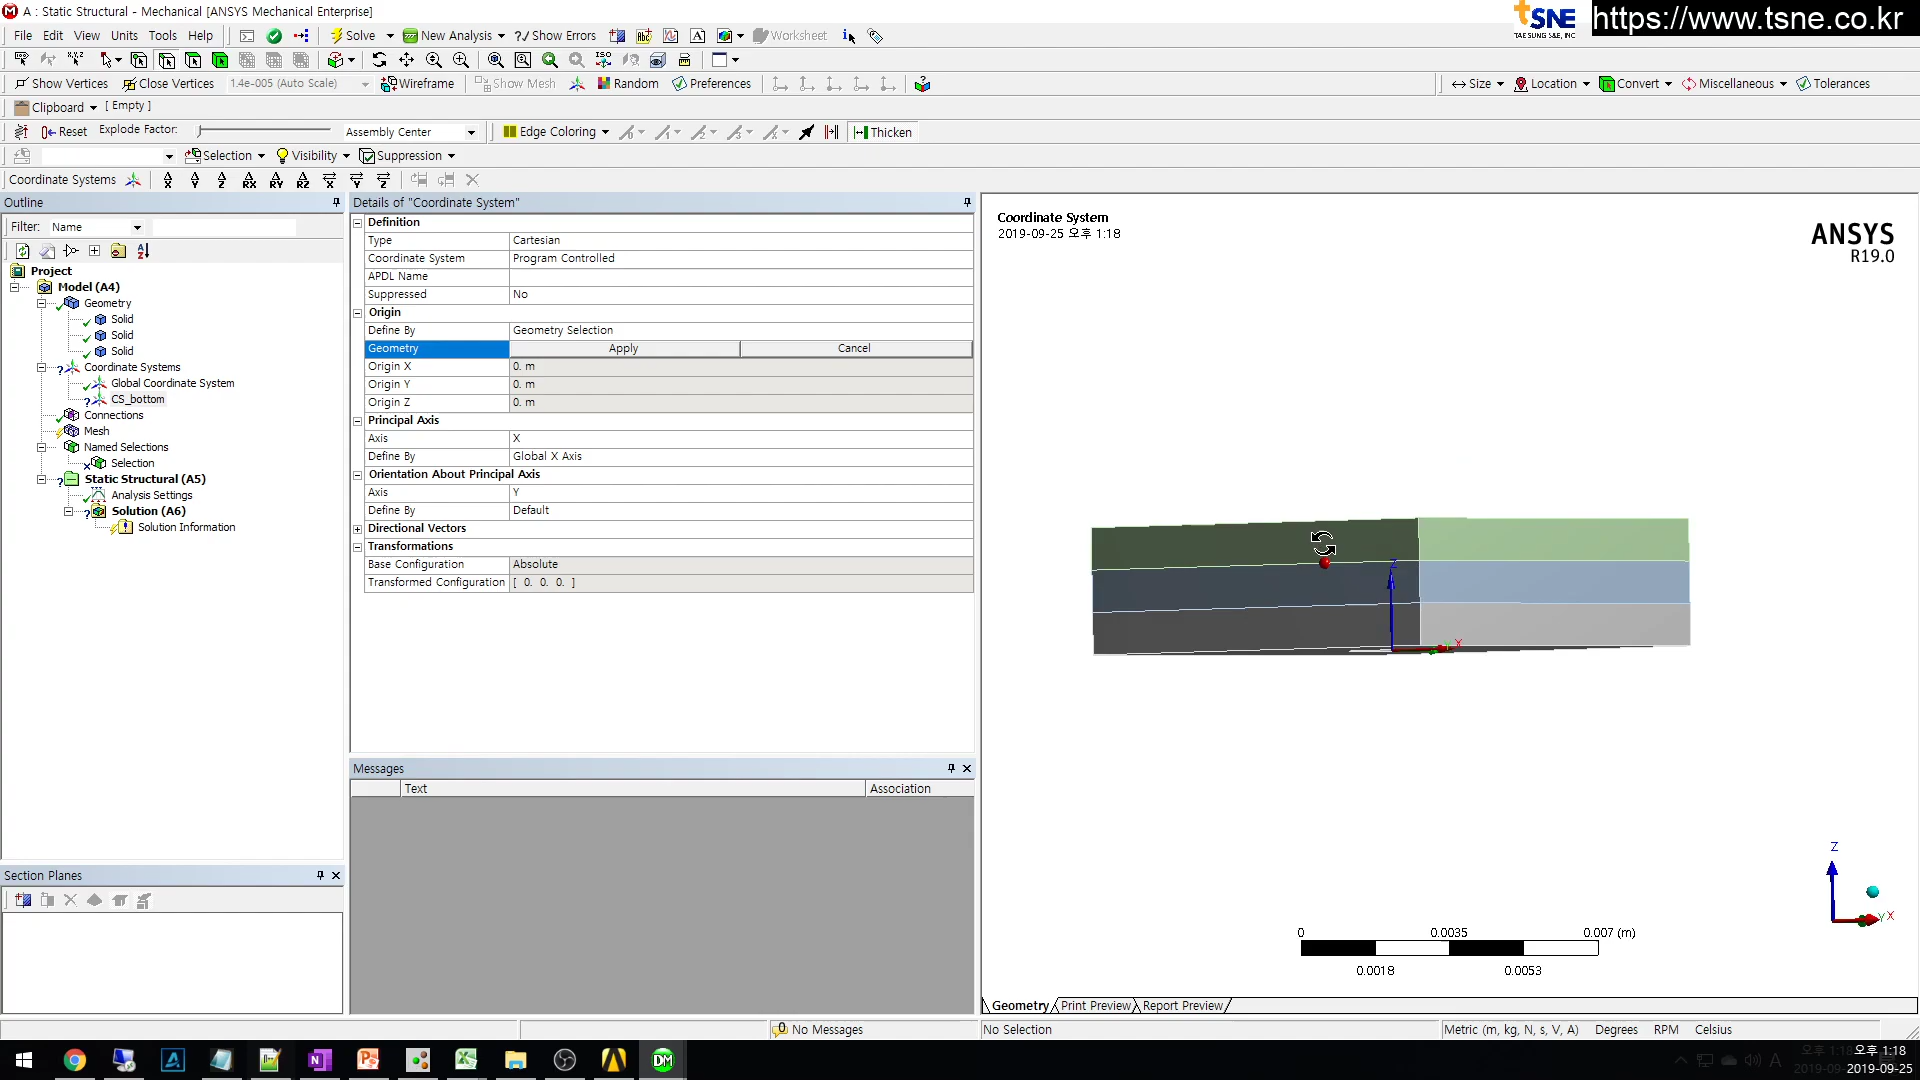 A : Static Structural - Mechanical [ANSYS Mechanical Enterprise]
TSNE
TAE SUNG S&E, INC
https://www.tsne.co.kr
File Edit View Units Tools Help Solve New Analysis ?/ Show Errors Worksheet
Show Vertices Close Vertices 1.4e-005 (Auto Scale) Wireframe Show Mesh Random Preferences Size Location Convert Miscellaneous Tolerances
Clipboard [ Empty ]
Reset Explode Factor: Assembly Center Edge Coloring Thicken
Selection Visibility Suppression
Coordinate Systems X Y Z RX RY RZ X Y Z
Outline
Filter: Name
Project
Model (A4)
Geometry
Solid
Solid
Solid
Coordinate Systems
Global Coordinate System
CS_bottom
Connections
Mesh
Named Selections
Selection
Static Structural (A5)
Analysis Settings
Solution (A6)
Solution Information
Section Planes
Details of "Coordinate System"
Definition
Type Cartesian
Coordinate System Program Controlled
APDL Name
Suppressed No
Origin
Define By Geometry Selection
Geometry Apply Cancel
Origin X 0. m
Origin Y 0. m
Origin Z 0. m
Principal Axis
Axis X
Define By Global X Axis
Orientation About Principal Axis
Axis Y
Define By Default
Directional Vectors
Transformations
Base Configuration Absolute
Transformed Configuration [ 0. 0. 0. ]
Messages
Text Association
Coordinate System
2019-09-25 오후 1:18
ANSYS
R19.0
Z
X
Z
Y X
0 0.0035 0.007 (m)
0.0018 0.0053
Geometry Print Preview Report Preview
No Messages No Selection Metric (m, kg, N, s, V, A) Degrees RPM Celsius
오후 1:18
2019-09-25